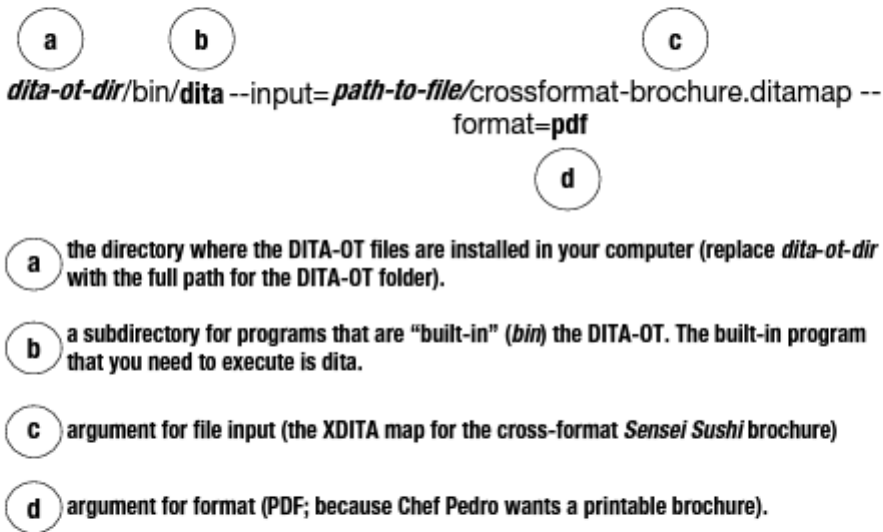 a b c
dita-ot-dir/bin/dita --input=path-to-file/crossformat-brochure.ditamap --
format=pdf
d
a the directory where the DITA-OT files are installed in your computer (replace dita-ot-dir
with the full path for the DITA-OT folder).
b a subdirectory for programs that are “built-in” (bin) the DITA-OT. The built-in program
that you need to execute is dita.
c argument for file input (the XDITA map for the cross-format Sensei Sushi brochure)
d argument for format (PDF; because Chef Pedro wants a printable brochure).